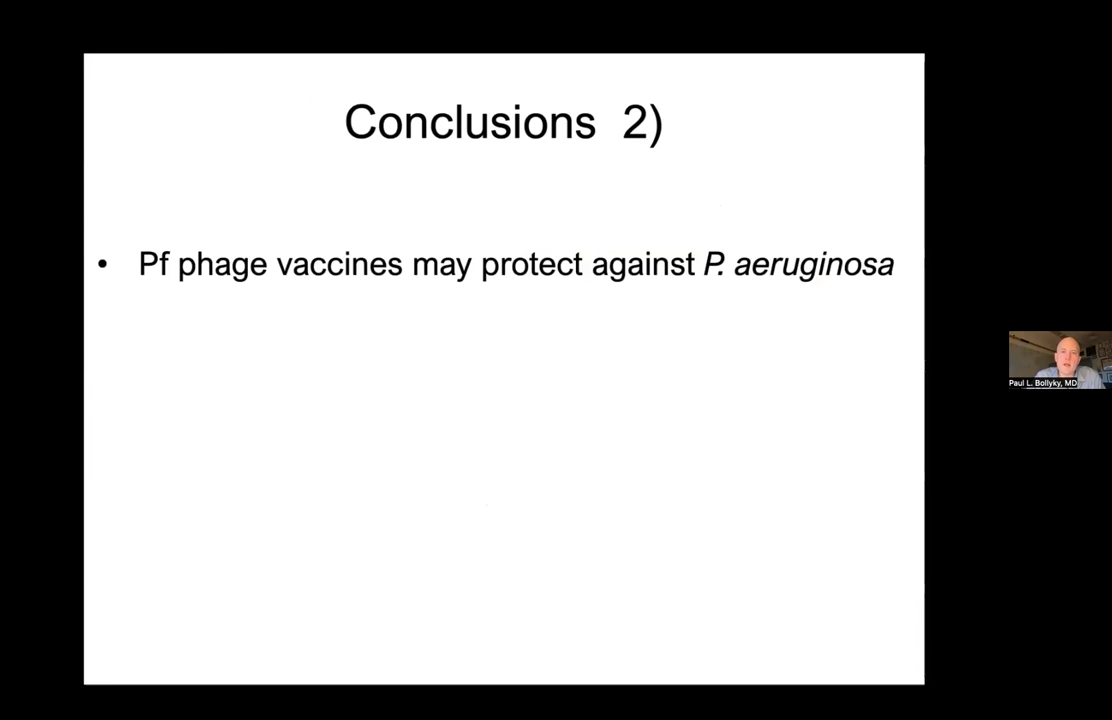 Conclusions 2)
• Pf phage vaccines may protect against P. aeruginosa
Paul L. Bollyky, MD